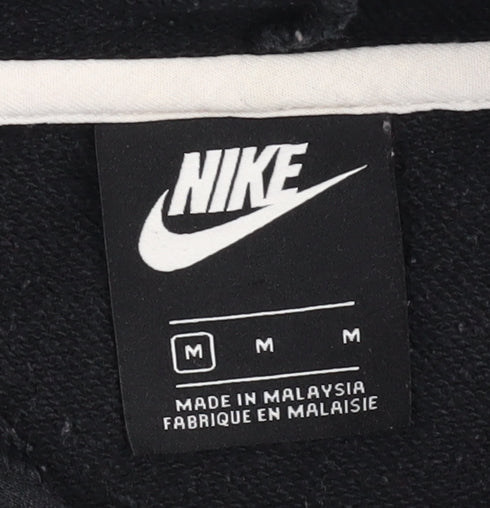 NIKE
M M M
MADE IN MALAYSIA
FABRIQUE EN MALAISIE